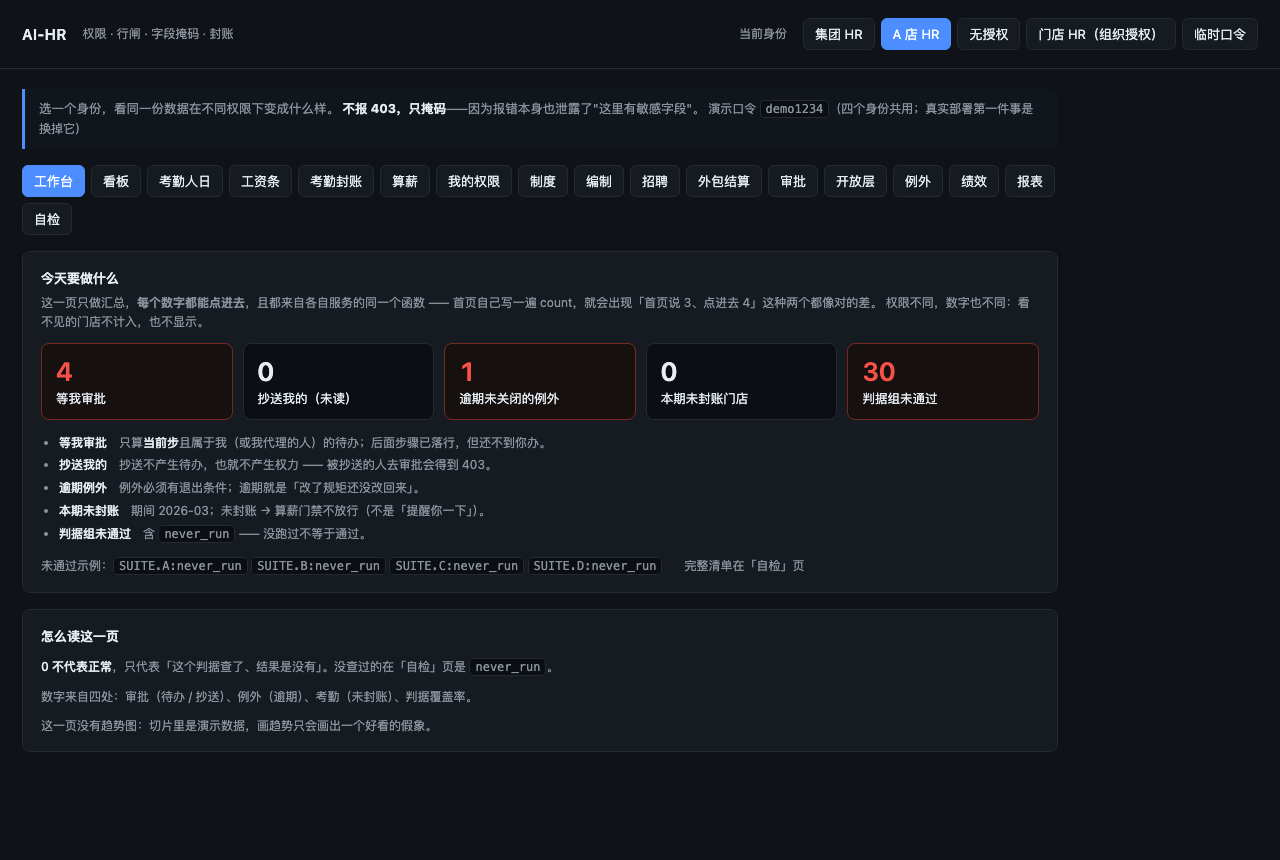 AI-HR 权限 · 行闸 · 字段掩码 · 封账 当前身份 集团 HR A 店 HR 无授权 门店 HR（组织授权） 临时口令
选一个身份，看同一份数据在不同权限下变成什么样。 不报 403，只掩码——因为报错本身也泄露了"这里有敏感字段"。 演示口令 demo1234 （四个身份共用；真实部署第一件事是
换掉它）
工作台 看板 考勤人日 工资条 考勤封账 算薪 我的权限 制度 编制 招聘 外包结算 审批 开放层 例外 绩效 报表
自检
今天要做什么
这一页只做汇总，每个数字都能点进去，且都来自各自服务的同一个函数 —— 首页自己写一遍 count，就会出现「首页说 3、点进去 4」这种两个都像对的差。 权限不同，数字也不同：看
不见的门店不计入，也不显示。
4 0 1 0 30
等我审批 抄送我的（未读） 逾期未关闭的例外 本期未封账门店 判据组未通过
• 等我审批 只算当前步且属于我（或我代理的人）的待办；后面步骤已落行，但还不到你办。
• 抄送我的 抄送不产生待办，也就不产生权力 —— 被抄送的人去审批会得到 403。
• 逾期例外 例外必须有退出条件；逾期就是「改了规矩还没改回来」。
• 本期未封账 期间 2026-03；未封账 → 算薪门禁不放行（不是「提醒你一下」）。
• 判据组未通过 含 never_run —— 没跑过不等于通过。
未通过示例： SUITE.A:never_run SUITE.B:never_run SUITE.C:never_run SUITE.D:never_run 完整清单在「自检」页
怎么读这一页
0 不代表正常，只代表「这个判据查了、结果是没有」。没查过的在「自检」页是 never_run 。
数字来自四处：审批（待办 / 抄送）、例外（逾期）、考勤（未封账）、判据覆盖率。
这一页没有趋势图：切片里是演示数据，画趋势只会画出一个好看的假象。